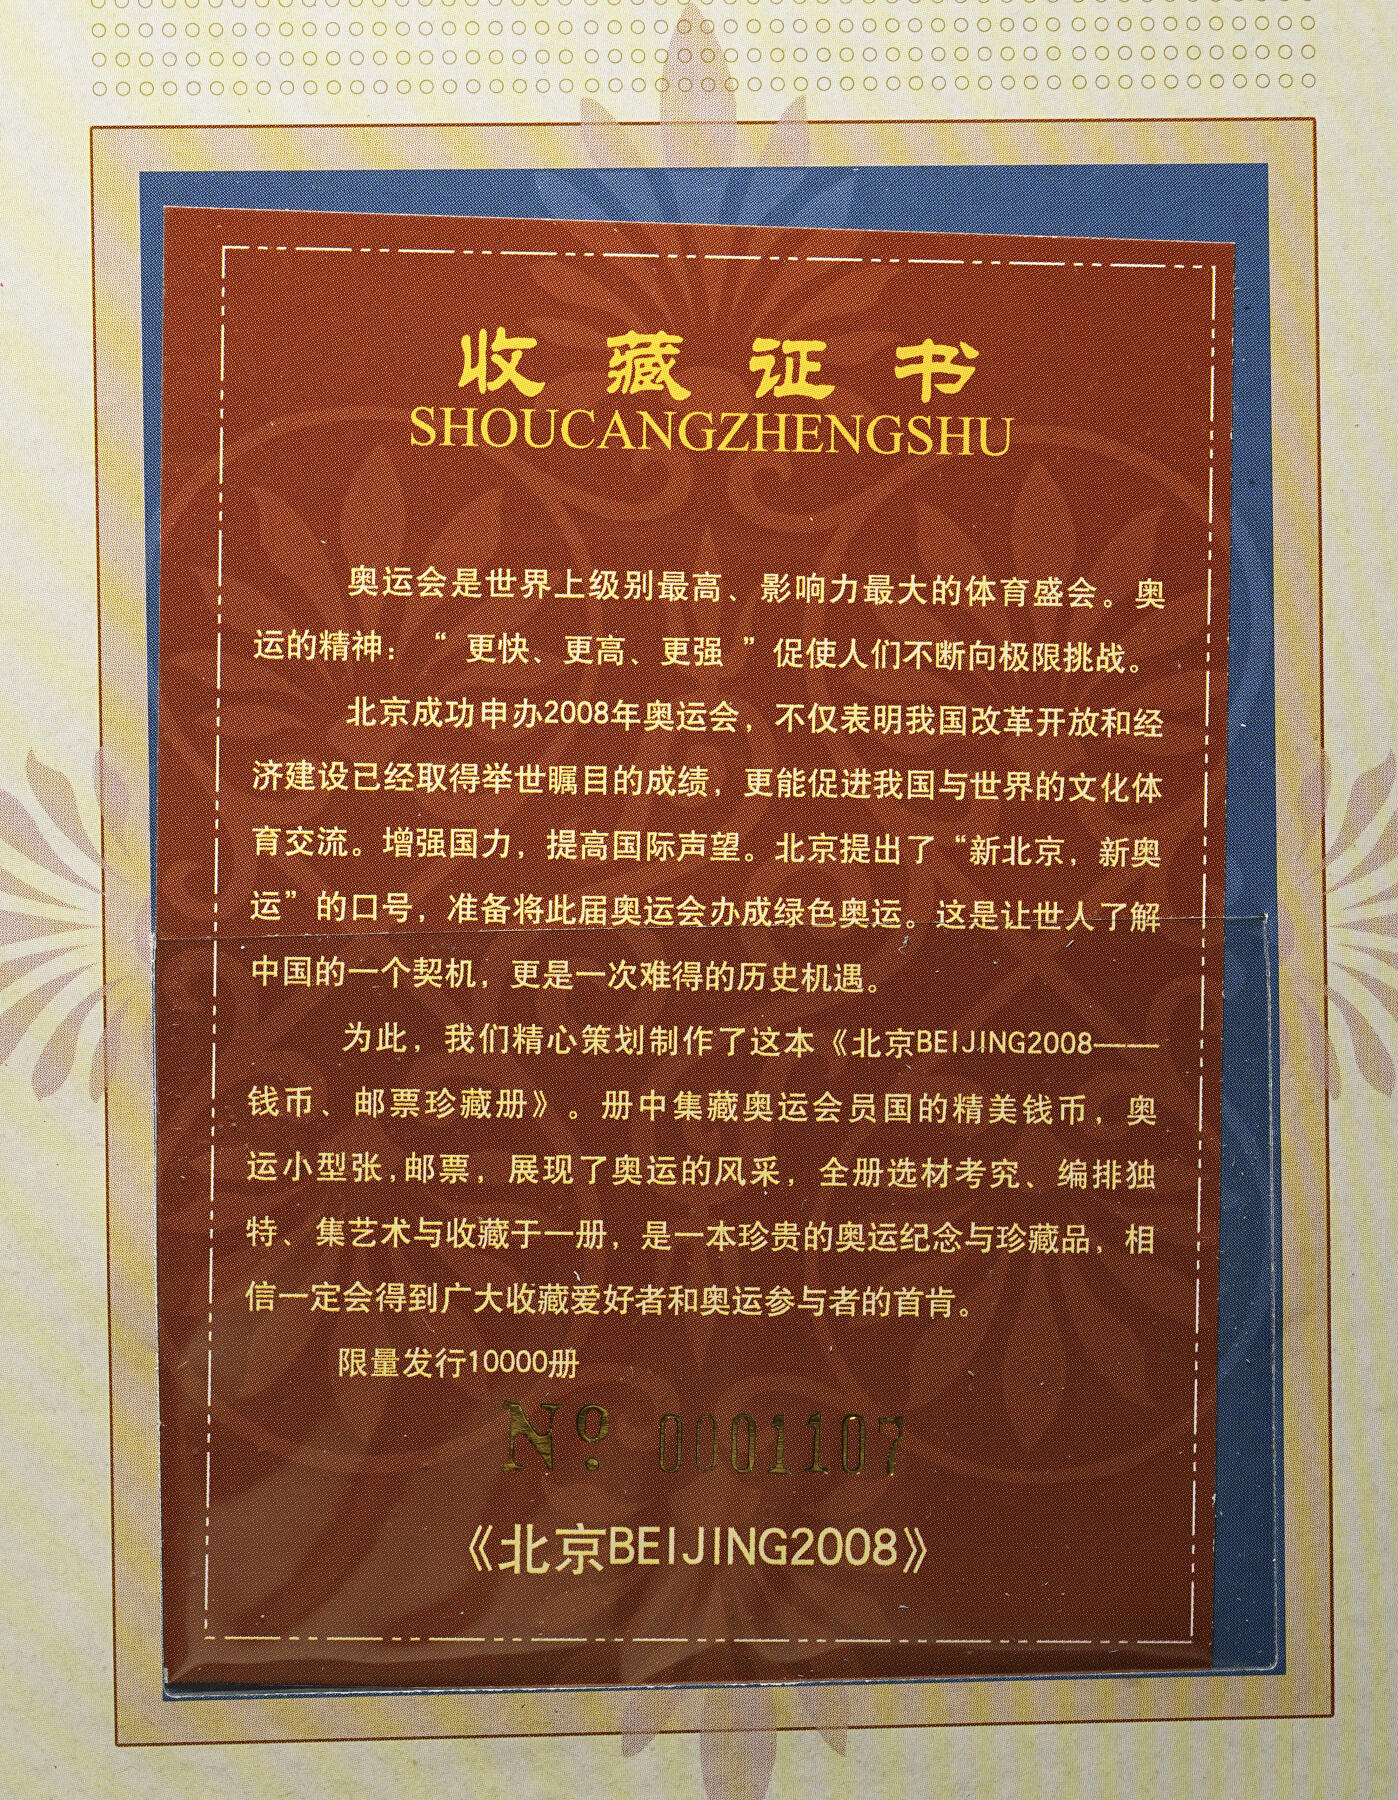 收藏证书
SHOUCANGZHENGSHU
奥运会是世界上级别最高、影响力最大的体育盛会。奥
运的精神：“更快、更高、更强”促使人们不断向极限挑战。
北京成功申办2008年奥运会，不仅表明我国改革开放和经
济建设已经取得举世瞩目的成绩，更能促进我国与世界的文化体
育交流。增强国力，提高国际声望。北京提出了“新北京，新奥
运”的口号，准备将此届奥运会办成绿色奥运。这是让世人了解
中国的一个契机，更是一次难得的历史机遇。
为此，我们精心策划制作了这本《北京BEIJING2008——
钱币、邮票珍藏册》。册中集藏奥运会员国的精美钱币，奥
运小型张,邮票，展现了奥运的风采，全册选材考究、编排独
特、集艺术与收藏于一册，是一本珍贵的奥运纪念与珍藏品，相
信一定会得到广大收藏爱好者和奥运参与者的首肯。
限量发行10000册
Nº 0001107
《北京BEIJING2008》